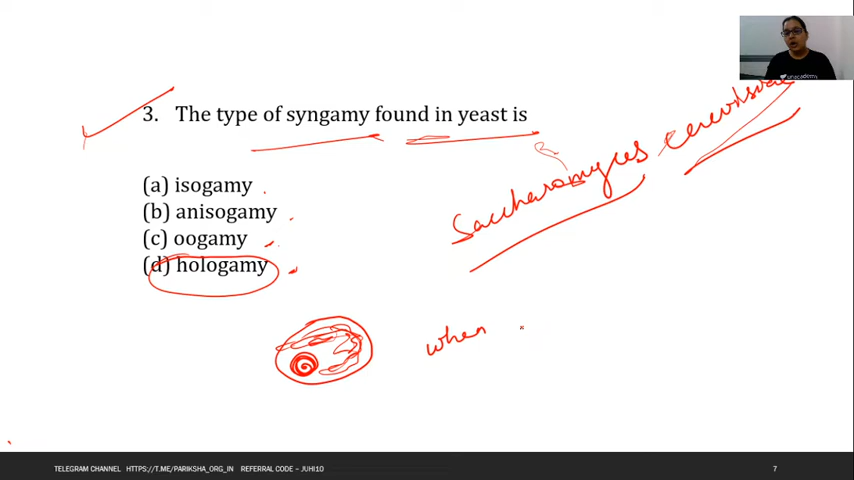 3. The type of syngamy found in yeast is
Saccharomyces cerevisiae
(a) isogamy
(b) anisogamy
(c) oogamy
(d) hologamy
when
TELEGRAM CHANNEL HTTPS://T.ME/PARIKSHA_ORG_IN REFERRAL CODE – JUHI10
7